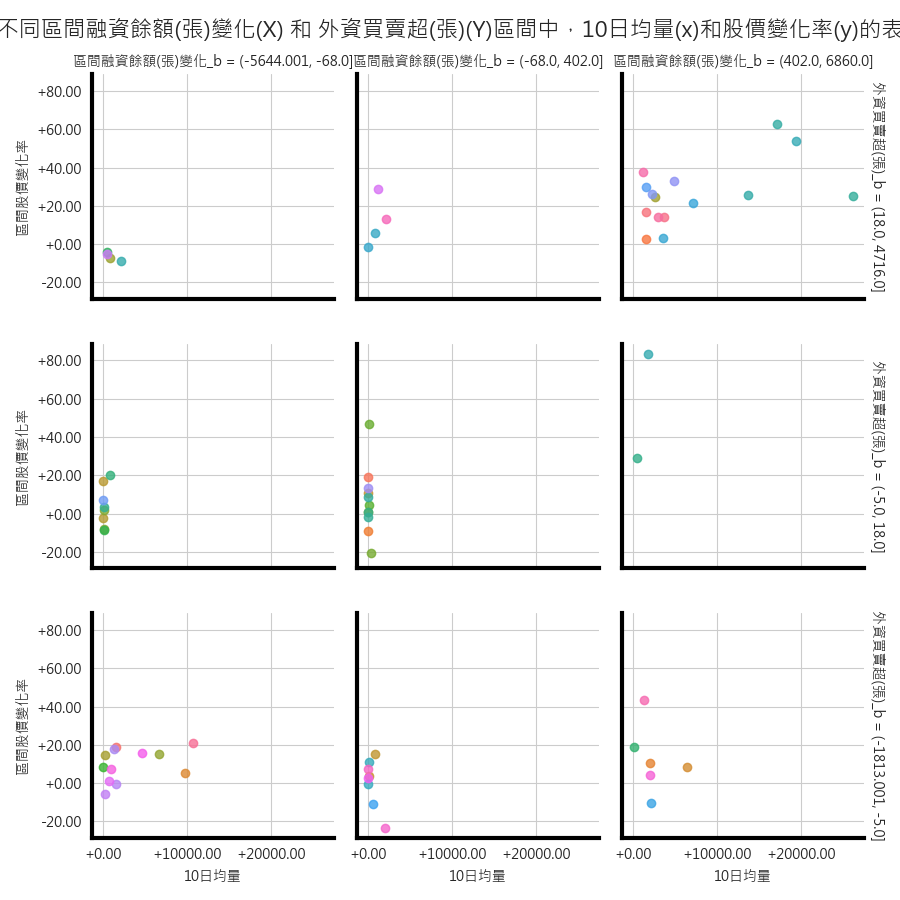 不同區間融資餘額(張)變化(X) 和 外資買賣超(張)(Y)區間中，10日均量(x)和股價變化率(y)的表
區間融資餘額(張)變化_b = (-5644.001, -68.0]
區間融資餘額(張)變化_b = (-68.0, 402.0]
區間融資餘額(張)變化_b = (402.0, 6860.0]
+80.00
+60.00
+40.00
+20.00
+0.00
-20.00
區間股價變化率
外資買賣超(張)_b = (18.0, 4716.0]
+80.00
+60.00
+40.00
+20.00
+0.00
-20.00
區間股價變化率
外資買賣超(張)_b = (-5.0, 18.0]
+80.00
+60.00
+40.00
+20.00
+0.00
-20.00
區間股價變化率
外資買賣超(張)_b = (-1813.001, -5.0]
+0.00 +10000.00 +20000.00
+0.00 +10000.00 +20000.00
+0.00 +10000.00 +20000.00
10日均量
10日均量
10日均量